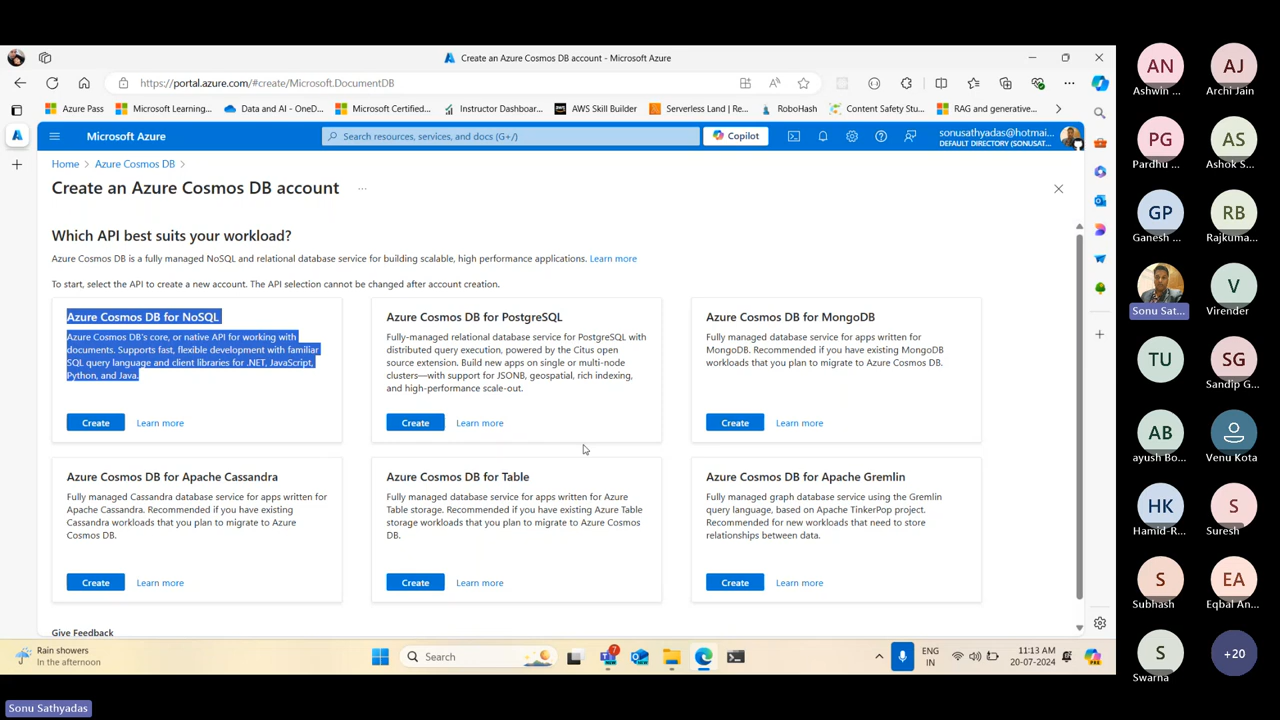 Create an Azure Cosmos DB account - Microsoft Azure
https://portal.azure.com/#create/Microsoft.DocumentDB
Azure Pass
Microsoft Learning...
Data and AI - OneD...
Microsoft Certified...
Instructor Dashboar...
AWS Skill Builder
Serverless Land | Re...
RoboHash
Content Safety Stu...
RAG and generative...
Microsoft Azure
Search resources, services, and docs (G+/)
Copilot
sonusathyadas@hotmai...
DEFAULT DIRECTORY (SONUSAT...
Home
Azure Cosmos DB
Create an Azure Cosmos DB account
...
Which API best suits your workload?
Azure Cosmos DB is a fully managed NoSQL and relational database service for building scalable, high performance applications. Learn more
To start, select the API to create a new account. The API selection cannot be changed after account creation.
Azure Cosmos DB for NoSQL
Azure Cosmos DB's core, or native API for working with
documents. Supports fast, flexible development with familiar
SQL query language and client libraries for .NET, JavaScript,
Python, and Java.
Create
Learn more
Azure Cosmos DB for PostgreSQL
Fully-managed relational database service for PostgreSQL with
distributed query execution, powered by the Citus open
source extension. Build new apps on single or multi-node
clusters—with support for JSONB, geospatial, rich indexing,
and high-performance scale-out.
Create
Learn more
Azure Cosmos DB for MongoDB
Fully managed database service for apps written for
MongoDB. Recommended if you have existing MongoDB
workloads that you plan to migrate to Azure Cosmos DB.
Create
Learn more
Azure Cosmos DB for Apache Cassandra
Fully managed Cassandra database service for apps written for
Apache Cassandra. Recommended if you have existing
Cassandra workloads that you plan to migrate to Azure
Cosmos DB.
Create
Learn more
Azure Cosmos DB for Table
Fully managed database service for apps written for Azure
Table storage. Recommended if you have existing Azure Table
storage workloads that you plan to migrate to Azure Cosmos
DB.
Create
Learn more
Azure Cosmos DB for Apache Gremlin
Fully managed graph database service using the Gremlin
query language, based on Apache TinkerPop project.
Recommended for new workloads that need to store
relationships between data.
Create
Learn more
Give Feedback
Rain showers
In the afternoon
Search
7
ENG
IN
11:13 AM
20-07-2024
Sonu Sathyadas
AN
Ashwin ...
AJ
Archi Jain
PG
Pardhu ...
AS
Ashok S...
GP
Ganesh ...
RB
Rajkuma...
Sonu Sat...
V
Virender
TU
SG
Sandip G...
AB
ayush Bo...
Venu Kota
HK
Hamid-R...
S
Suresh
S
Subhash
EA
Eqbal An...
S
Swarna
+20